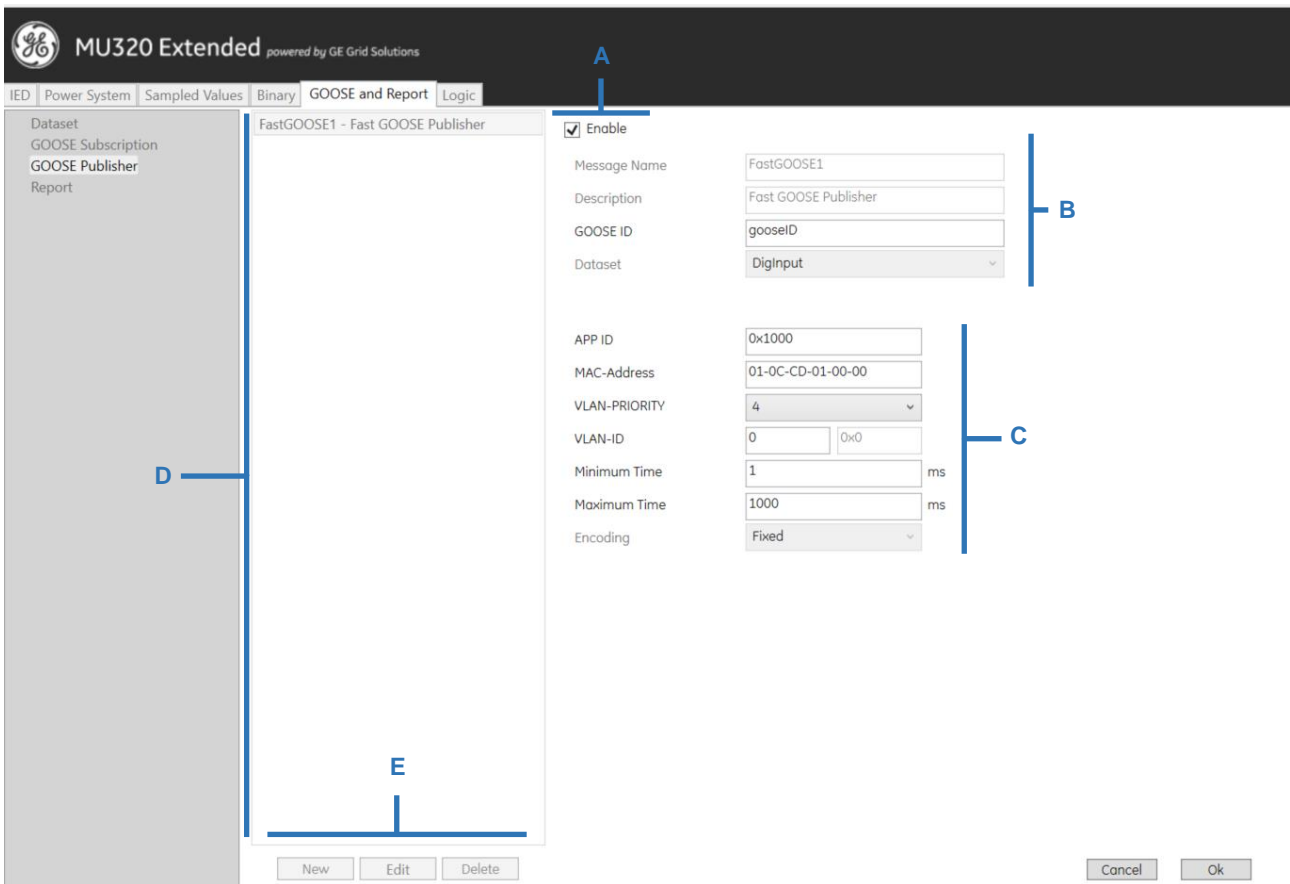 MU320 Extended powered by GE Grid Solutions
A
IED Power System Sampled Values Binary GOOSE and Report Logic
Dataset
GOOSE Subscription
GOOSE Publisher
Report
FastGOOSE1 - Fast GOOSE Publisher
Enable
Message Name FastGOOSE1
Description Fast GOOSE Publisher
GOOSE ID gooseID
Dataset DigInput
B
APP ID 0x1000
MAC-Address 01-0C-CD-01-00-00
VLAN-PRIORITY 4
VLAN-ID 0 0x0
Minimum Time 1 ms
Maximum Time 1000 ms
Encoding Fixed
C
D
E
New Edit Delete
Cancel Ok